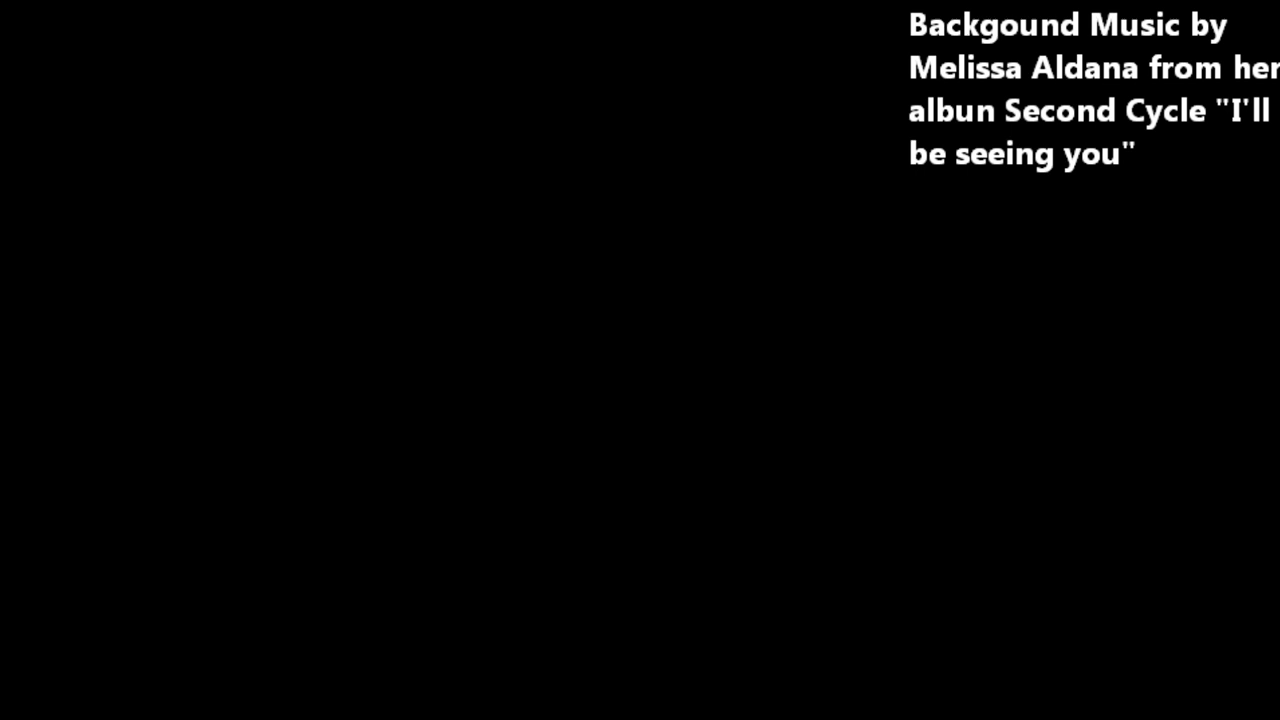 Backgound Music by
Melissa Aldana from her
albun Second Cycle "I'll
be seeing you"